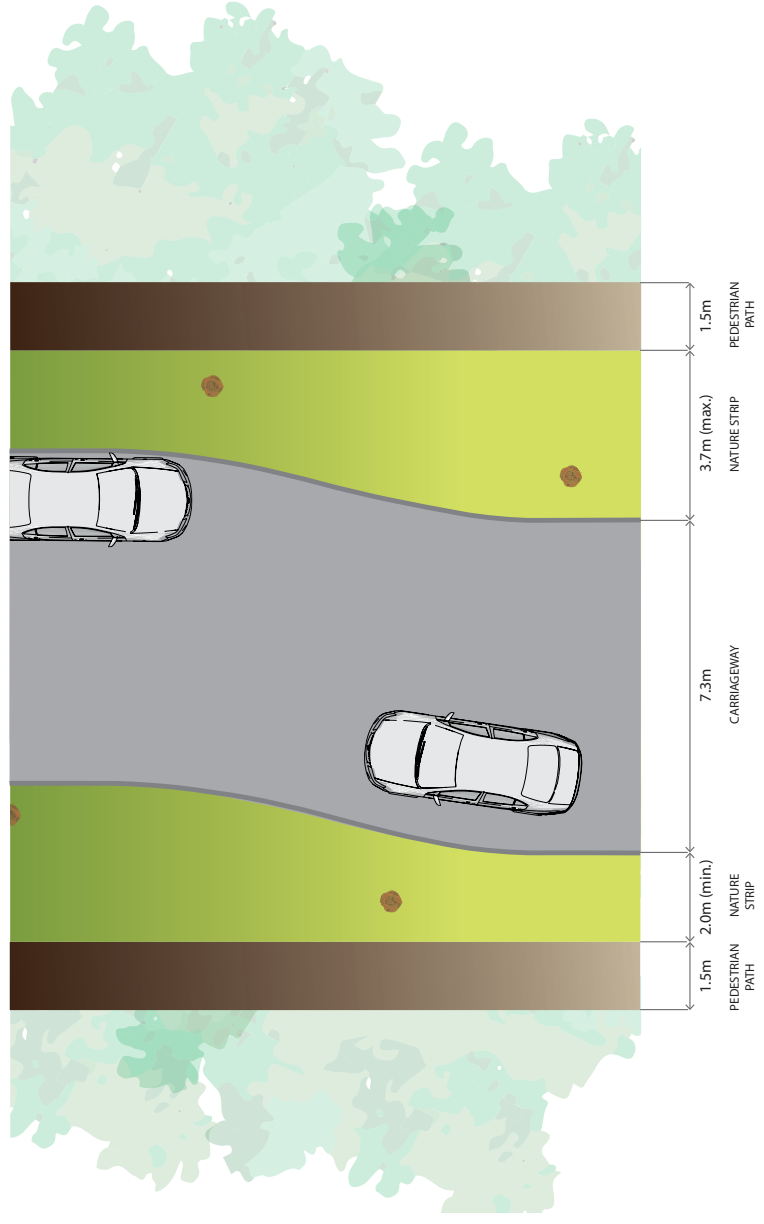 1.5m
PEDESTRIAN
PATH
2.0m (min.)
NATURE
STRIP
7.3m
CARRIAGEWAY
3.7m (max.)
NATURE STRIP
1.5m
PEDESTRIAN
PATH